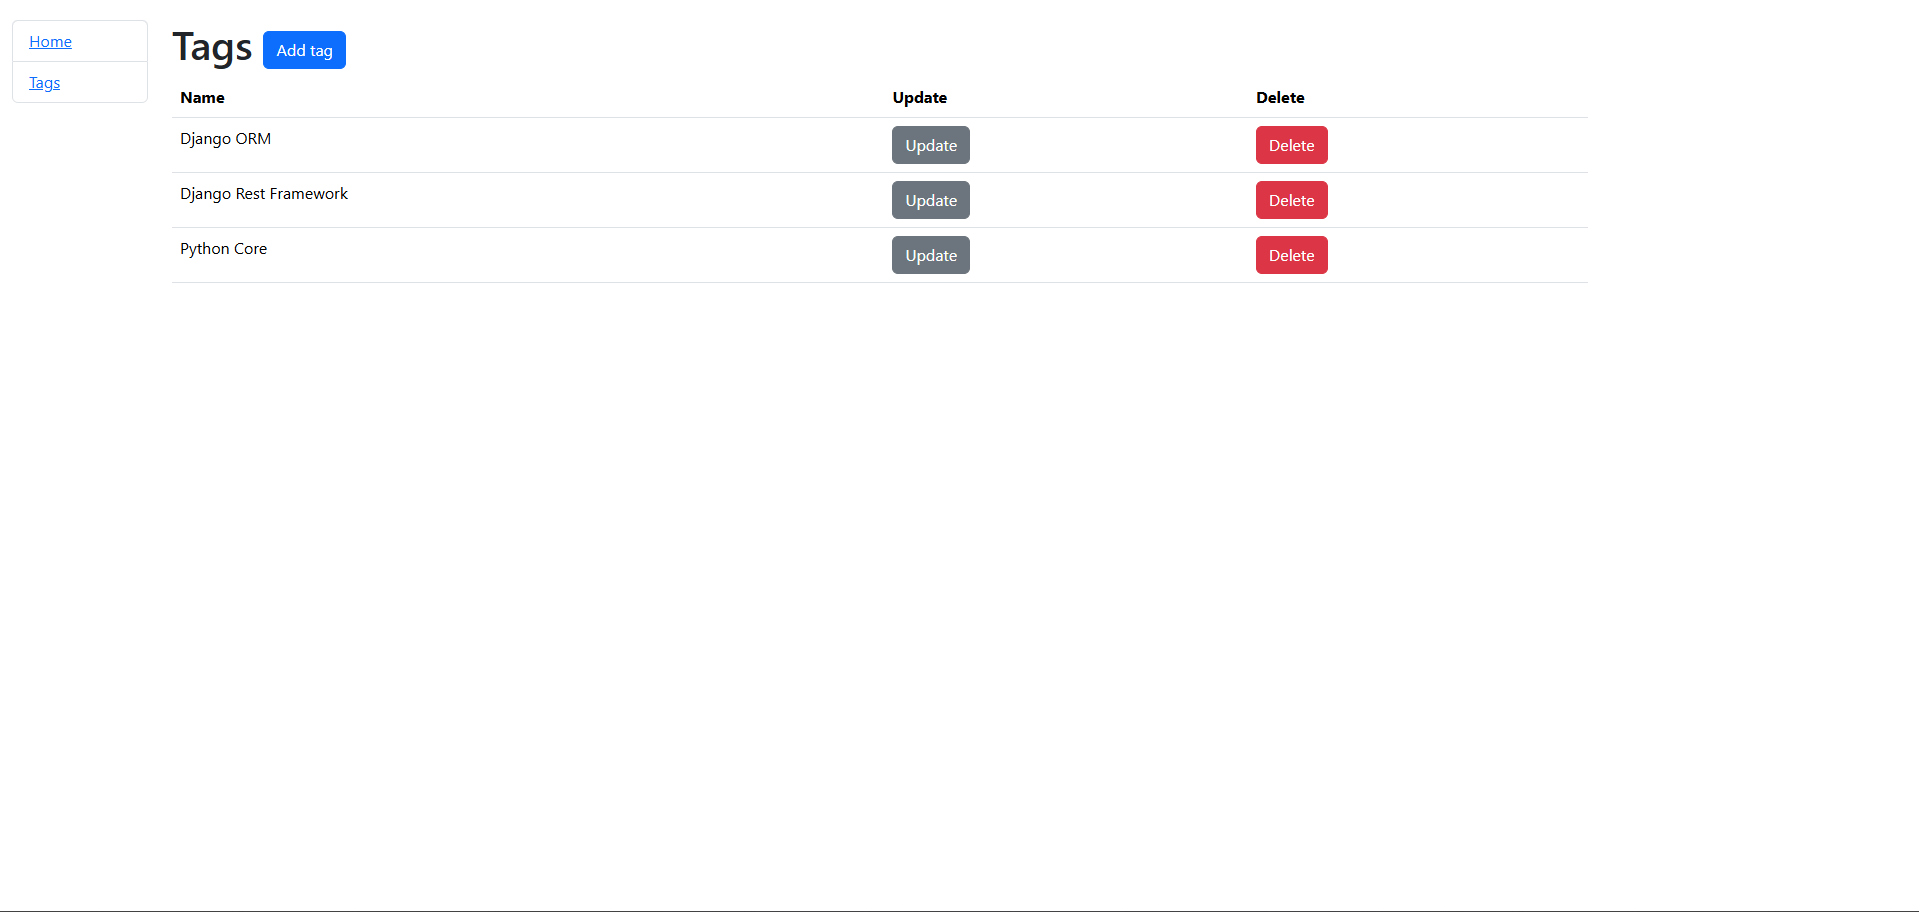 Home
Tags
Tags Add tag
Name Update Delete
Django ORM Update Delete
Django Rest Framework Update Delete
Python Core Update Delete